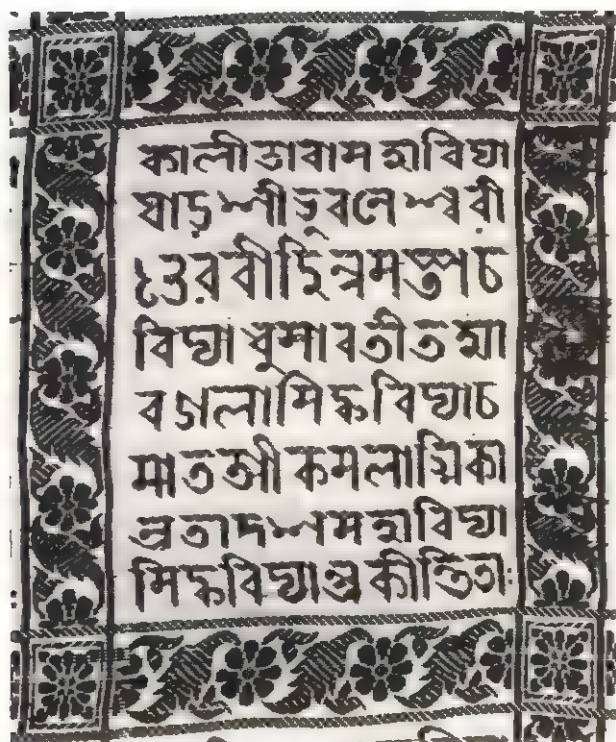 কালীতারামহাবিদ্যা
ষোড়শীভুবনেশ্বরী
ভৈরবীছিন্নমস্তাচ
বিদ্যাধুমাবতীতথা
বগলাসিদ্ধবিদ্যাচ
মাতঙ্গীকমলাত্মিকা
এতাদশমহাবিদ্যা
সিদ্ধবিদ্যাপ্রকীর্ত্তিতাঃ